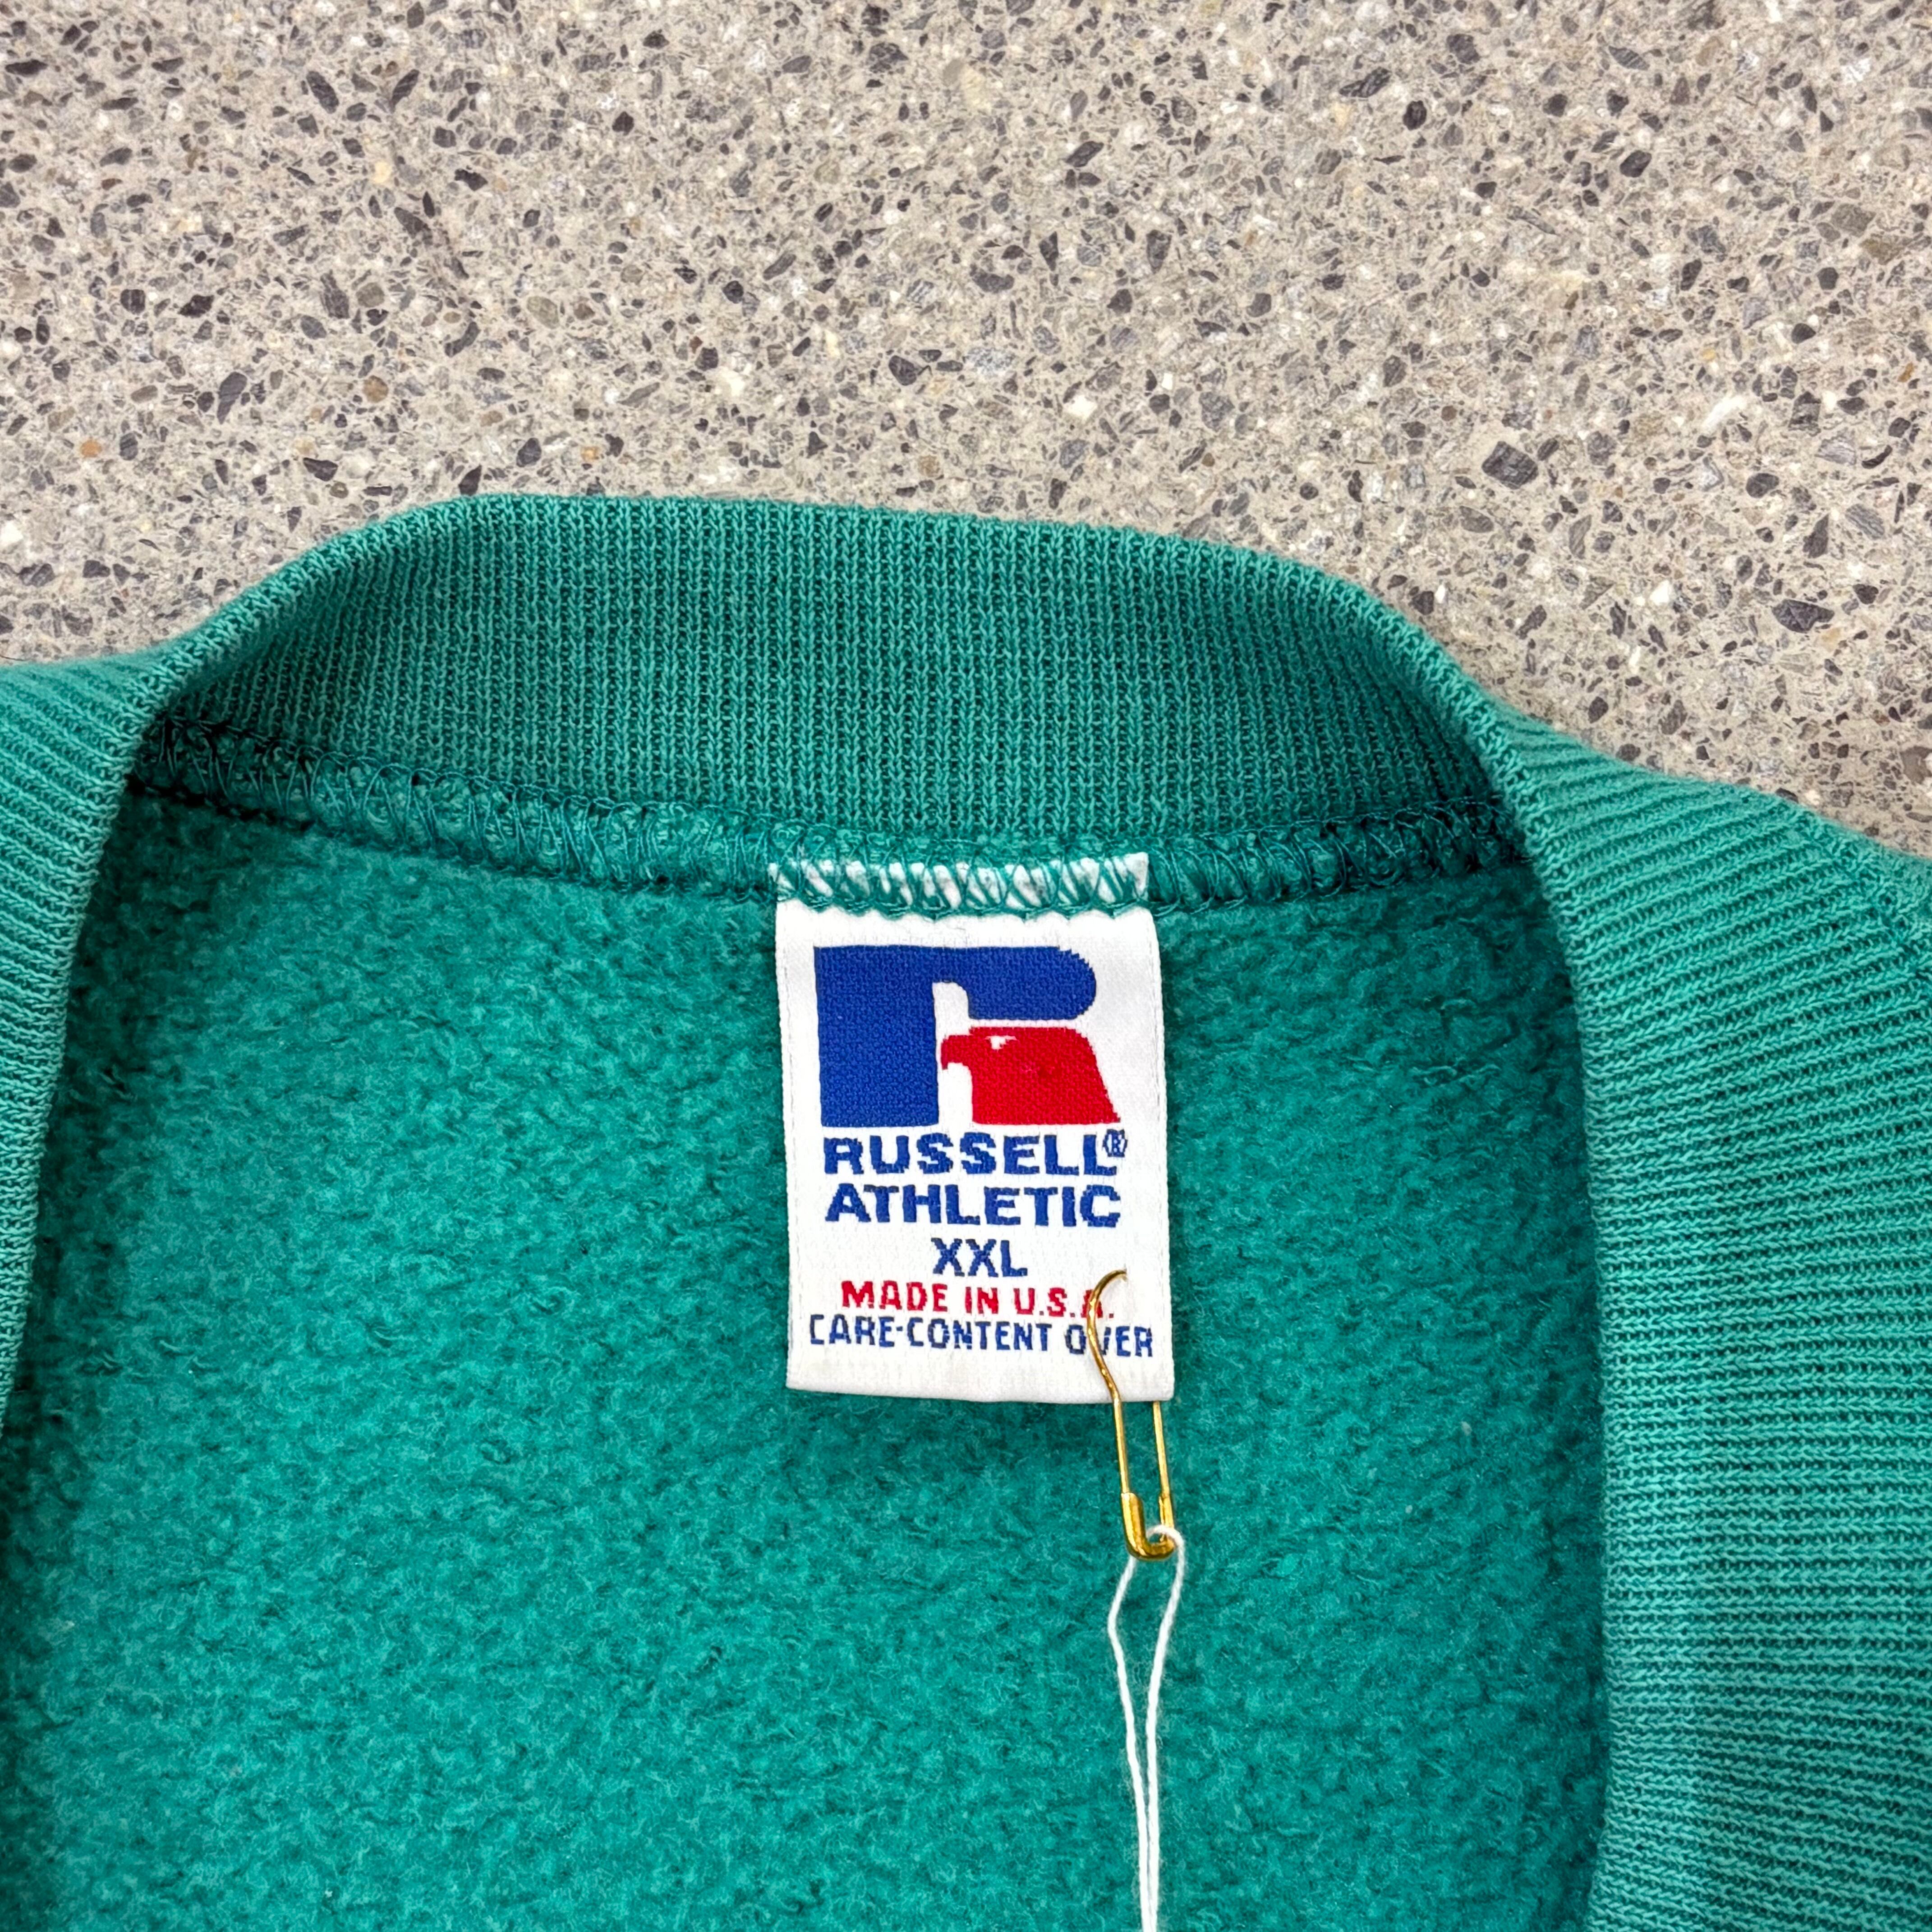 RUSSELL®
ATHLETIC
XXL
MADE IN U.S.A.
CARE-CONTENT OVER